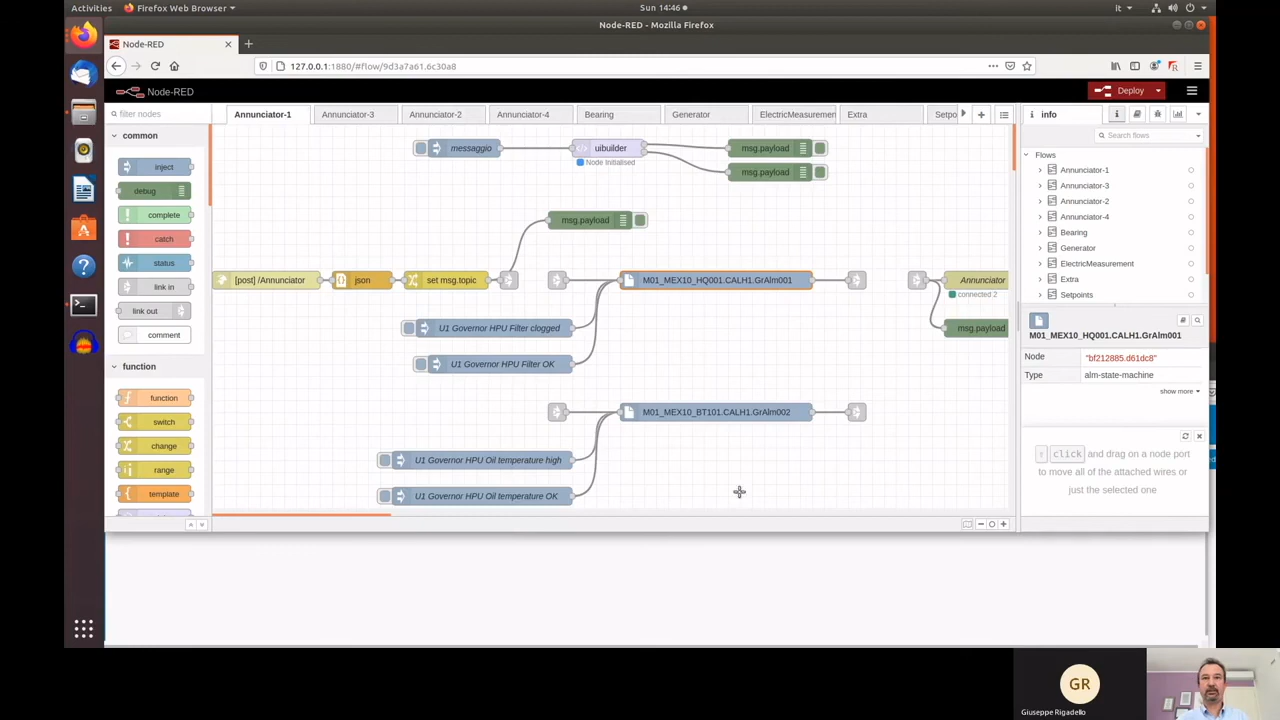 Activities Firefox Web Browser Sun 14:46 it
Node-RED - Mozilla Firefox
Node-RED
127.0.0.1:1880/#flow/9d3a7a61.6c30a8
Node-RED Deploy
filter nodes Annunciator-1 Annunciator-3 Annunciator-2 Annunciator-4 Bearing Generator ElectricMeasuremen Extra Setpo info
common
inject
debug
complete
catch
status
link in
link out
comment
function
function
switch
change
range
template
messaggio uibuilder msg.payload
Node Initialised
msg.payload
msg.payload
[post] /Annunciator json set msg.topic M01_MEX10_HQ001.CALH1.GrAlm001 Annunciator
connected 2
U1 Governor HPU Filter clogged msg.payload
U1 Governor HPU Filter OK
M01_MEX10_BT101.CALH1.GrAlm002
U1 Governor HPU Oil temperature high
U1 Governor HPU Oil temperature OK
Search flows
Flows
Annunciator-1
Annunciator-3
Annunciator-2
Annunciator-4
Bearing
Generator
ElectricMeasurement
Extra
Setpoints
M01_MEX10_HQ001.CALH1.GrAlm001
Node "bf212885.d61dc8"
Type alm-state-machine
show more
click and drag on a node port
to move all of the attached wires or
just the selected one
GR
Giuseppe Rigadello